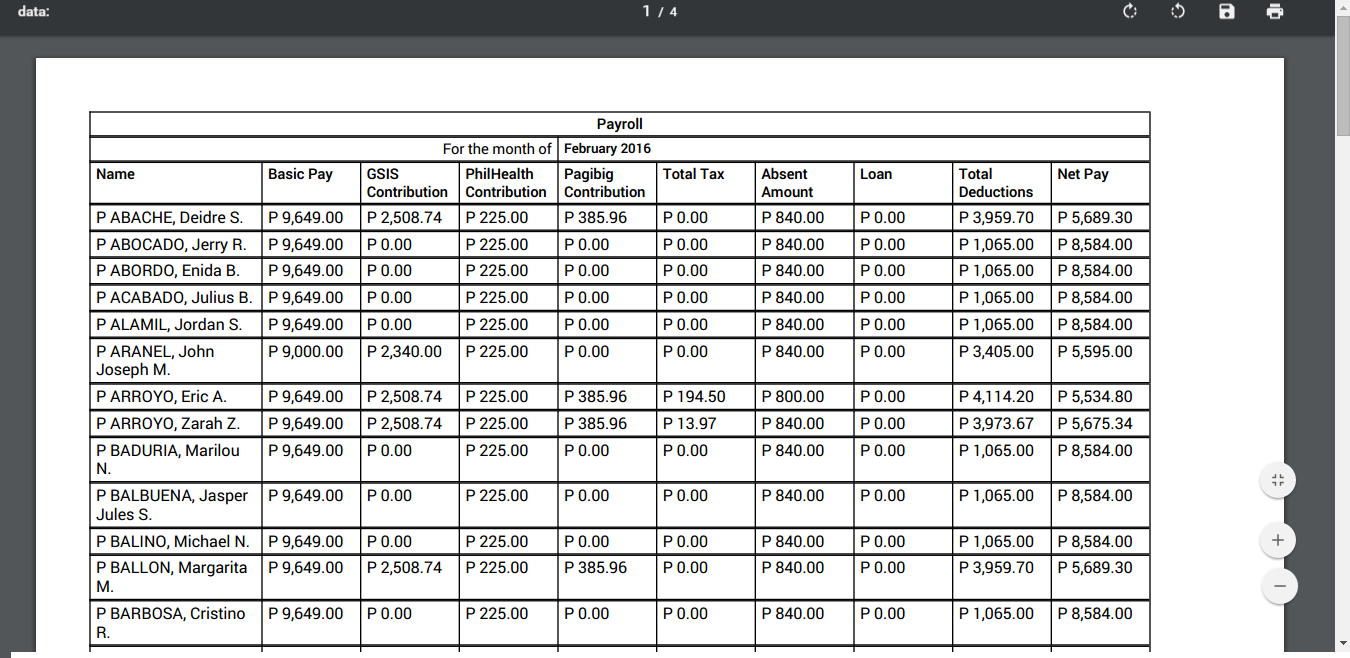 data:
1 / 4
Payroll
For the month of February 2016
Name Basic Pay GSIS Contribution PhilHealth Contribution Pagibig Contribution Total Tax Absent Amount Loan Total Deductions Net Pay
P ABACHE, Deidre S. P 9,649.00 P 2,508.74 P 225.00 P 385.96 P 0.00 P 840.00 P 0.00 P 3,959.70 P 5,689.30
P ABOCADO, Jerry R. P 9,649.00 P 0.00 P 225.00 P 0.00 P 0.00 P 840.00 P 0.00 P 1,065.00 P 8,584.00
P ABORDO, Enida B. P 9,649.00 P 0.00 P 225.00 P 0.00 P 0.00 P 840.00 P 0.00 P 1,065.00 P 8,584.00
P ACABADO, Julius B. P 9,649.00 P 0.00 P 225.00 P 0.00 P 0.00 P 840.00 P 0.00 P 1,065.00 P 8,584.00
P ALAMIL, Jordan S. P 9,649.00 P 0.00 P 225.00 P 0.00 P 0.00 P 840.00 P 0.00 P 1,065.00 P 8,584.00
P ARANEL, John Joseph M. P 9,000.00 P 2,340.00 P 225.00 P 0.00 P 0.00 P 840.00 P 0.00 P 3,405.00 P 5,595.00
P ARROYO, Eric A. P 9,649.00 P 2,508.74 P 225.00 P 385.96 P 194.50 P 800.00 P 0.00 P 4,114.20 P 5,534.80
P ARROYO, Zarah Z. P 9,649.00 P 2,508.74 P 225.00 P 385.96 P 13.97 P 840.00 P 0.00 P 3,973.67 P 5,675.34
P BADURIA, Marilou N. P 9,649.00 P 0.00 P 225.00 P 0.00 P 0.00 P 840.00 P 0.00 P 1,065.00 P 8,584.00
P BALBUENA, Jasper Jules S. P 9,649.00 P 0.00 P 225.00 P 0.00 P 0.00 P 840.00 P 0.00 P 1,065.00 P 8,584.00
P BALINO, Michael N. P 9,649.00 P 0.00 P 225.00 P 0.00 P 0.00 P 840.00 P 0.00 P 1,065.00 P 8,584.00
P BALLON, Margarita M. P 9,649.00 P 2,508.74 P 225.00 P 385.96 P 0.00 P 840.00 P 0.00 P 3,959.70 P 5,689.30
P BARBOSA, Cristino R. P 9,649.00 P 0.00 P 225.00 P 0.00 P 0.00 P 840.00 P 0.00 P 1,065.00 P 8,584.00